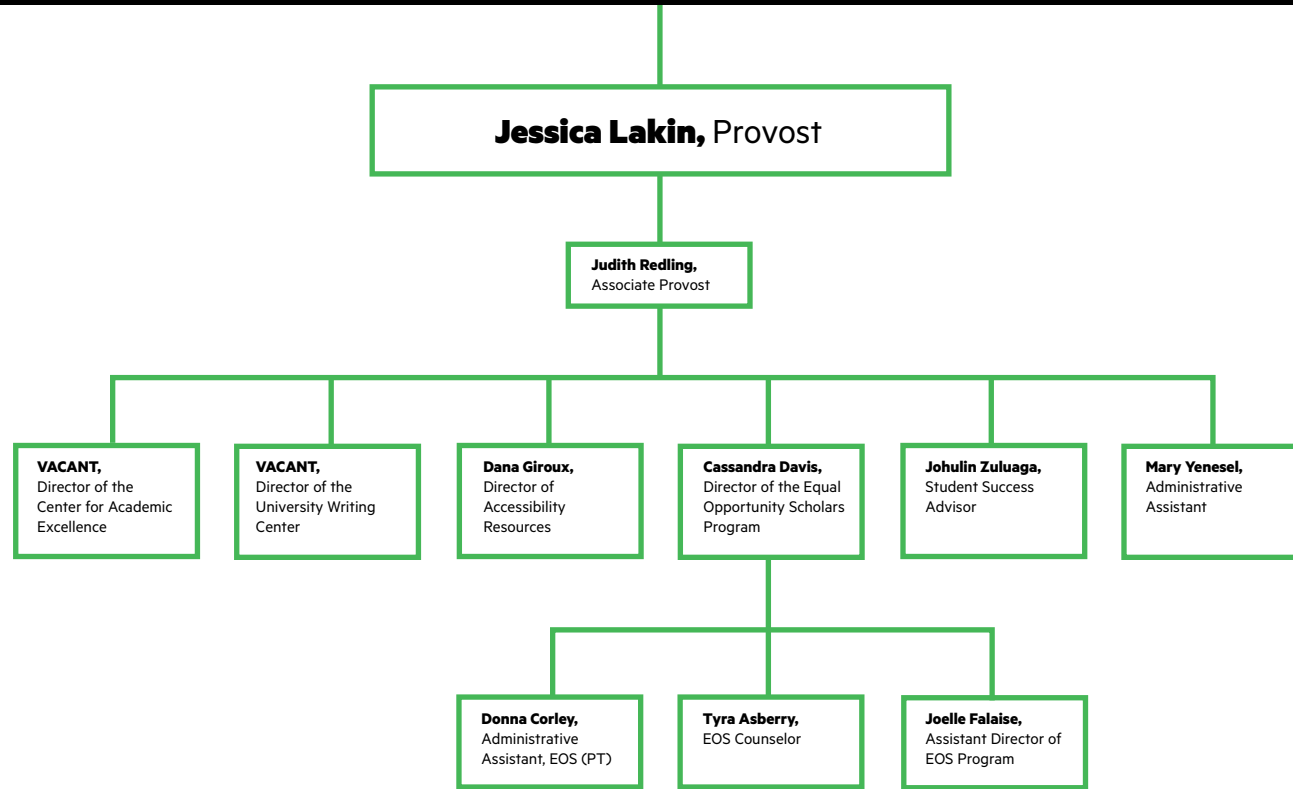 Jessica Lakin, Provost
Judith Redling,
Associate Provost
VACANT,
Director of the
Center for Academic
Excellence
VACANT,
Director of the
University Writing
Center
Dana Giroux,
Director of
Accessibility
Resources
Cassandra Davis,
Director of the Equal
Opportunity Scholars
Program
Johulin Zuluaga,
Student Success
Advisor
Mary Yenesel,
Administrative
Assistant
Donna Corley,
Administrative
Assistant, EOS (PT)
Tyra Asberry,
EOS Counselor
Joelle Falaise,
Assistant Director of
EOS Program